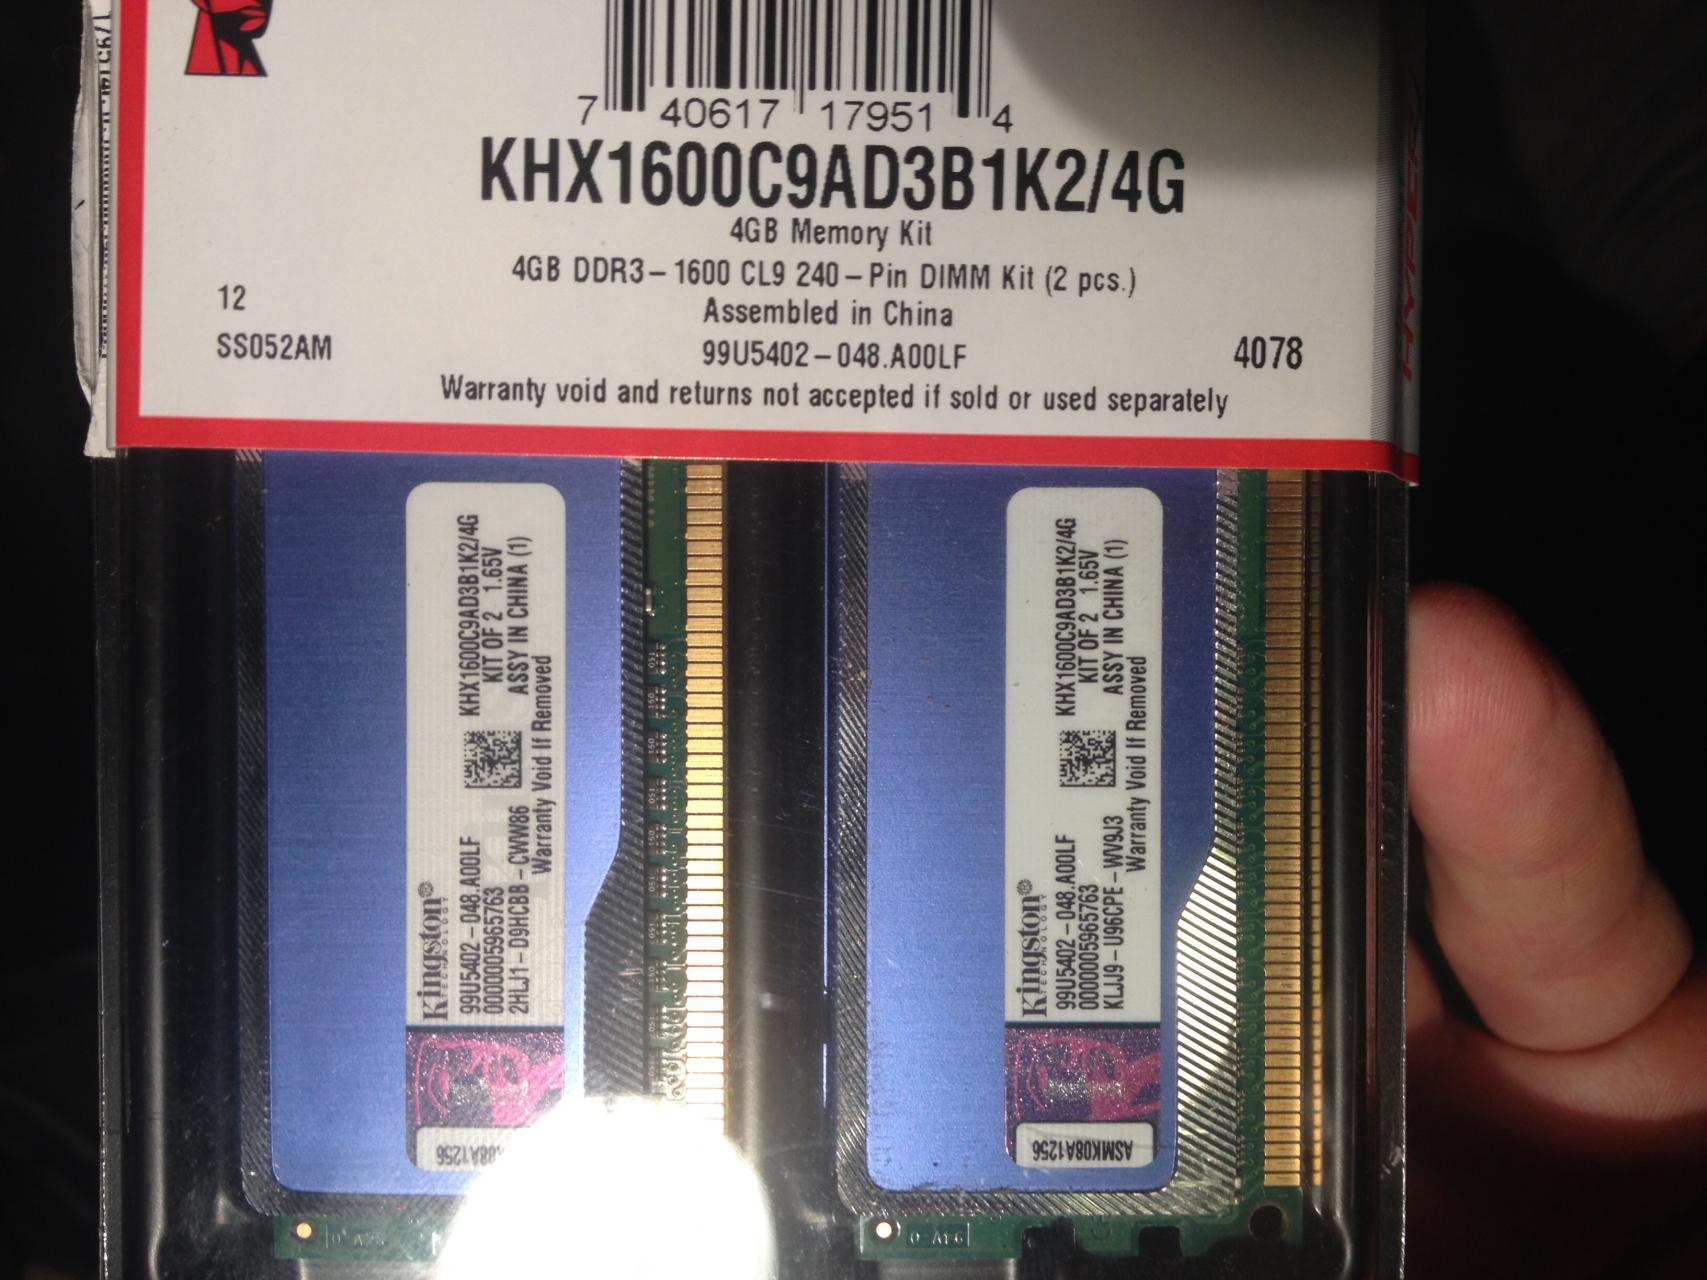 7 40617 17951 4
KHX1600C9AD3B1K2/4G
4GB Memory Kit
4GB DDR3-1600 CL9 240-Pin DIMM Kit (2 pcs.)
Assembled in China
12
SS052AM
99U5402-048.A00LF
4078
Warranty void and returns not accepted if sold or used separately
HYPER
KHX1600C9AD3B1K2/4G
KIT OF 2 1.65V
ASSY IN CHINA (1)
Warranty Void If Removed
Kingston®
TECHNOLOGY
99U5402-048.A00LF
0000005965763
2HLJ1-D9HCBB-CWW86
08A1256
KHX1600C9AD3B1K2/4G
KIT OF 2 1.65V
ASSY IN CHINA (1)
Warranty Void If Removed
Kingston®
TECHNOLOGY
99U5402-048.A00LF
0000005965763
KLJJ9-U96CPE-WV9J3
ASMK08A1256